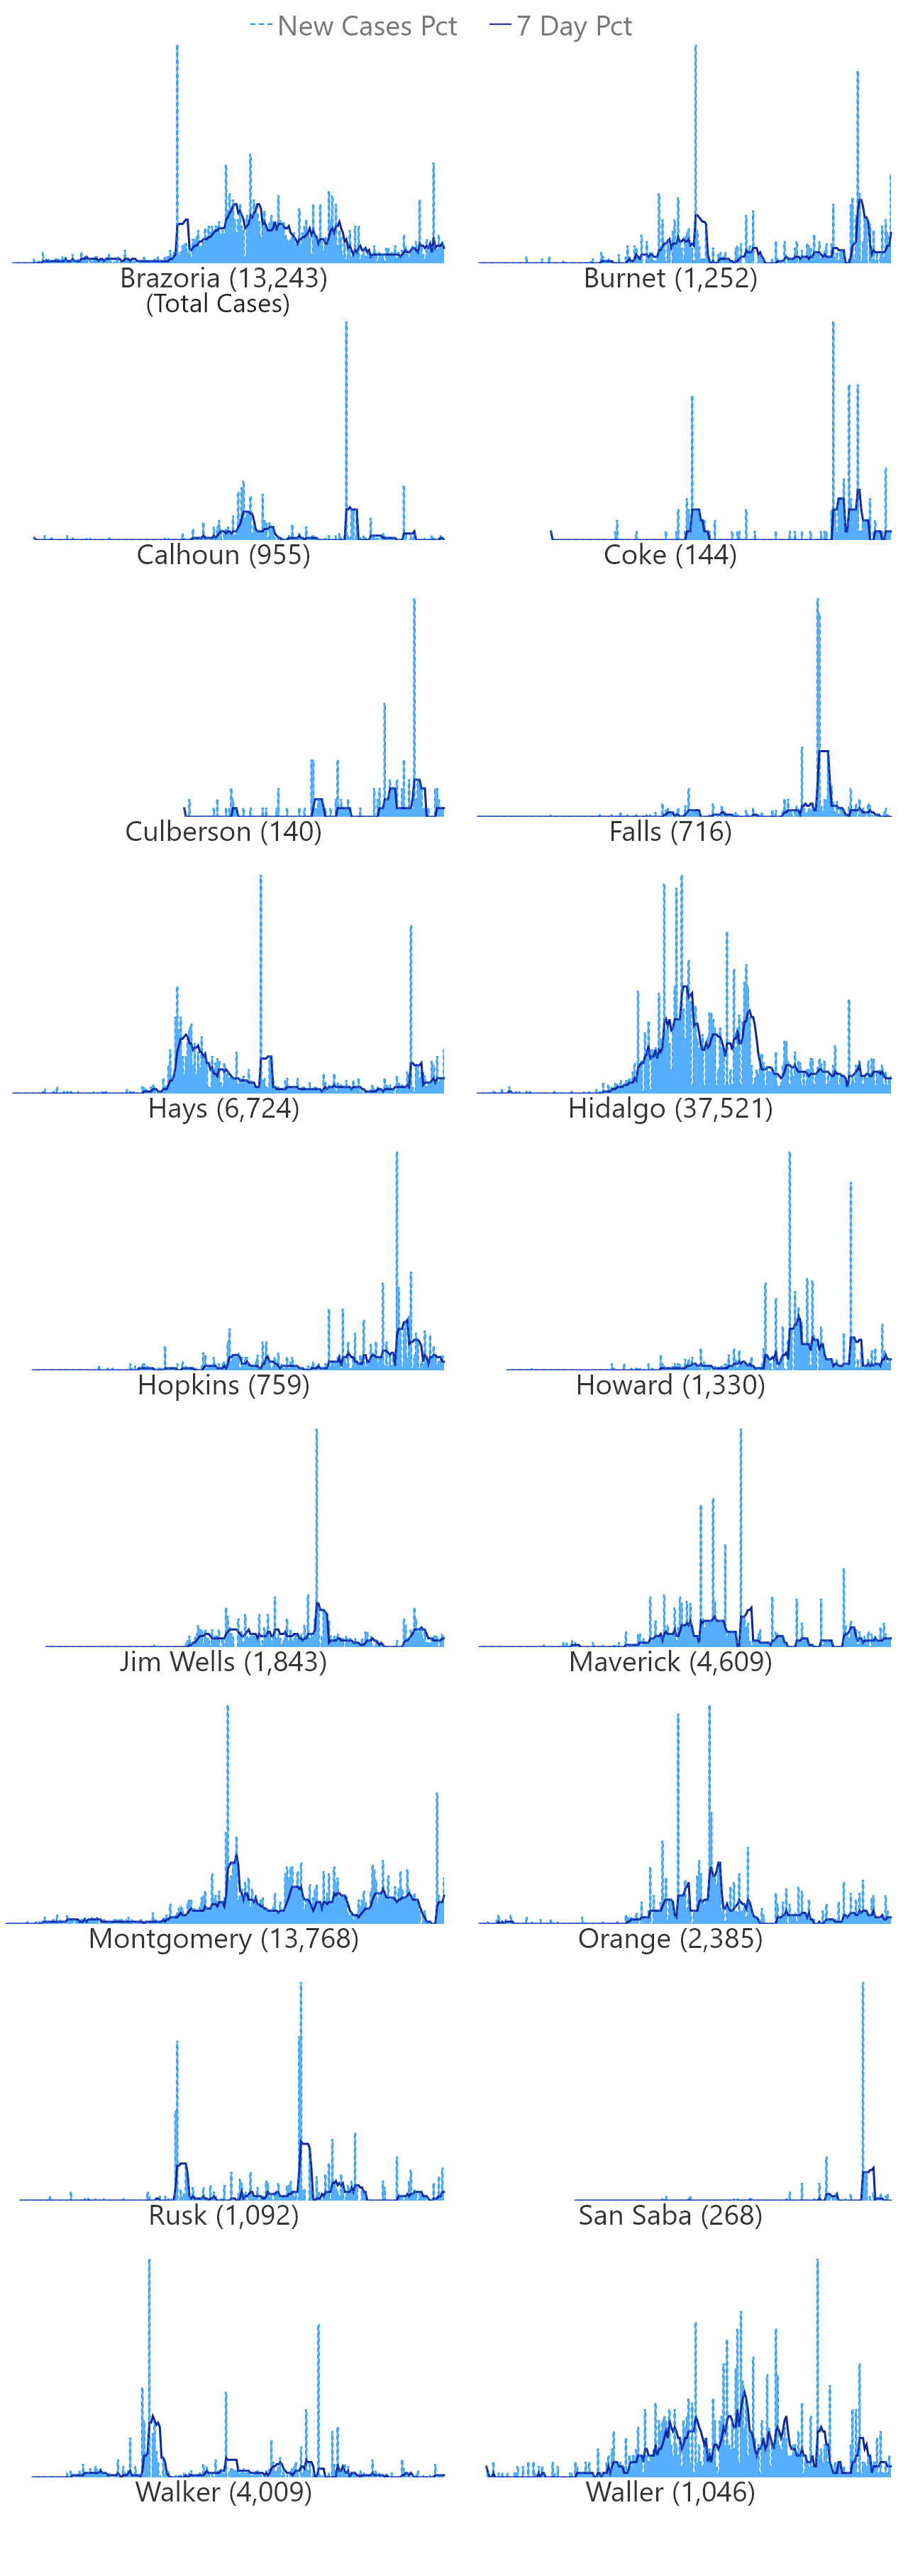 New Cases Pct 7 Day Pct
Brazoria (13,243) Burnet (1,252)
(Total Cases)
Calhoun (955) Coke (144)
Culberson (140) Falls (716)
Hays (6,724) Hidalgo (37,521)
Hopkins (759) Howard (1,330)
Jim Wells (1,843) Maverick (4,609)
Montgomery (13,768) Orange (2,385)
Rusk (1,092) San Saba (268)
Walker (4,009) Waller (1,046)